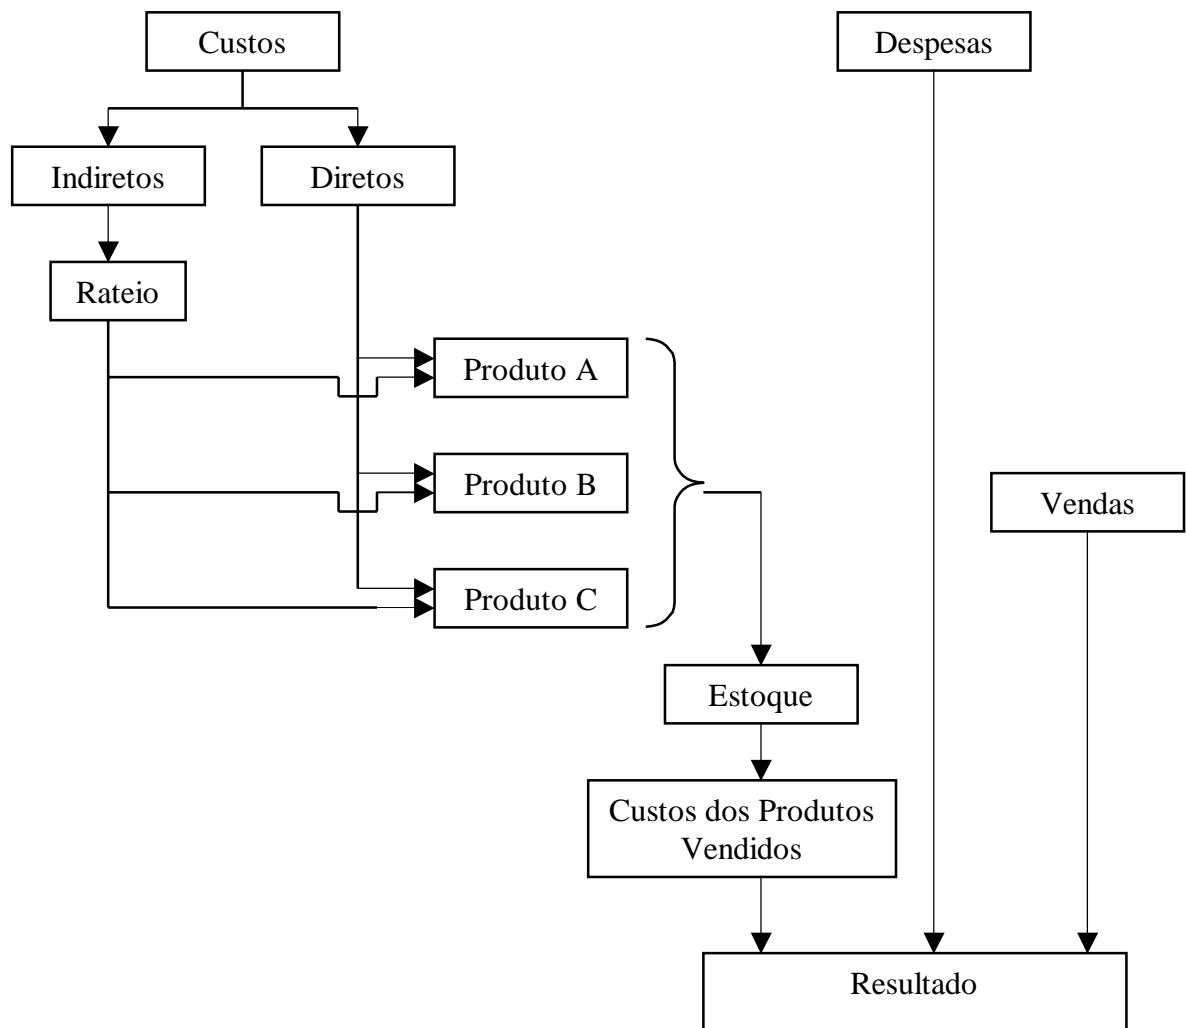 Custos
Despesas
Indiretos
Diretos
Rateio
Produto A
Produto B
Vendas
Produto C
Estoque
Custos dos Produtos
Vendidos
Resultado